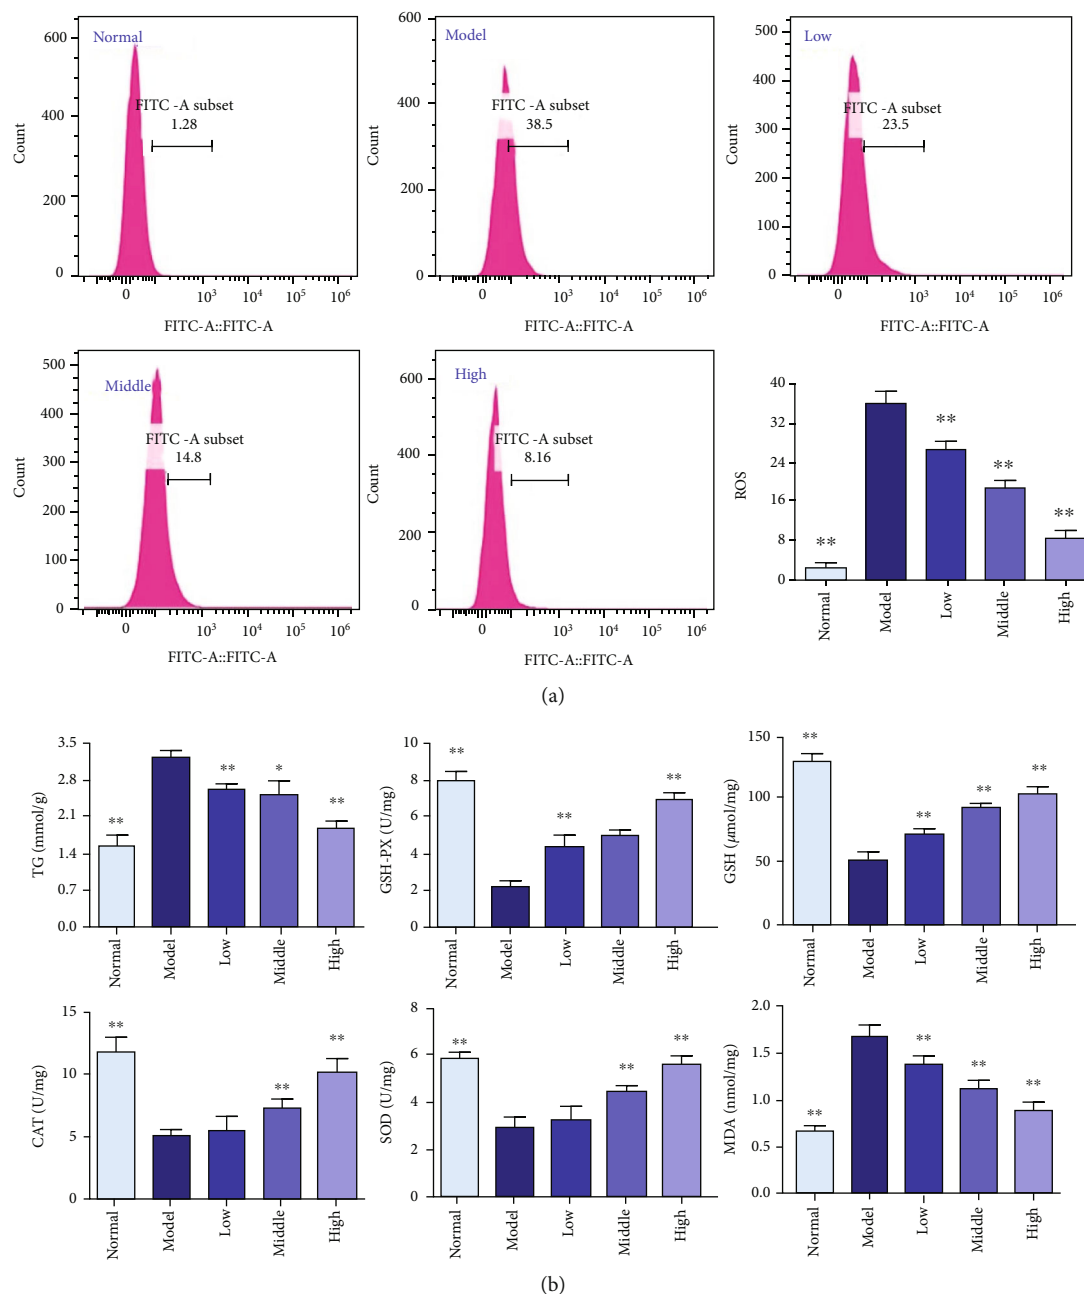 Normal
FITC -A subset
1.28
Count
600
400
200
0
0 10³ 10⁴ 10⁵ 10⁶
FITC-A::FITC-A
Model
FITC -A subset
38.5
Count
600
400
200
0
0 10³ 10⁴ 10⁵ 10⁶
FITC-A::FITC-A
Low
FITC -A subset
23.5
Count
500
400
300
200
100
0
0 10³ 10⁴ 10⁵ 10⁶
FITC-A::FITC-A
Middle
FITC -A subset
14.8
Count
500
400
300
200
100
0
0 10³ 10⁴ 10⁵ 10⁶
FITC-A::FITC-A
High
FITC -A subset
8.16
Count
600
400
200
0
0 10³ 10⁴ 10⁵ 10⁶
FITC-A::FITC-A
ROS
40
32
24
16
8
0
** ** ** **
Normal Model Low Middle High
(a)
TG (mmol/g)
3.5
2.8
2.1
1.4
0.7
0.0
** ** * **
Normal Model Low Middle High
GSH-PX (U/mg)
10
8
6
4
2
0
** ** **
Normal Model Low Middle High
GSH (μmol/mg)
150
100
50
0
** ** ** **
Normal Model Low Middle High
CAT (U/mg)
15
10
5
0
** ** **
Normal Model Low Middle High
SOD (U/mg)
8
6
4
2
0
** ** **
Normal Model Low Middle High
MDA (nmol/mg)
2.0
1.5
1.0
0.5
0.0
** ** ** **
Normal Model Low Middle High
(b)